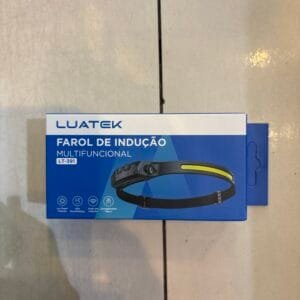 LUATEK
FAROL DE INDUÇÃO
MULTIFUNCIONAL
LT-391